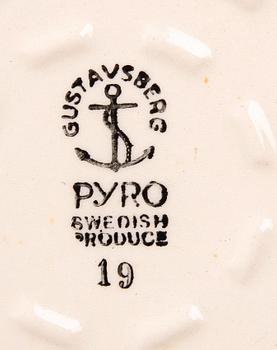 GUSTAVSBERG
PYRO
SWEDISH
PRODUCE
19